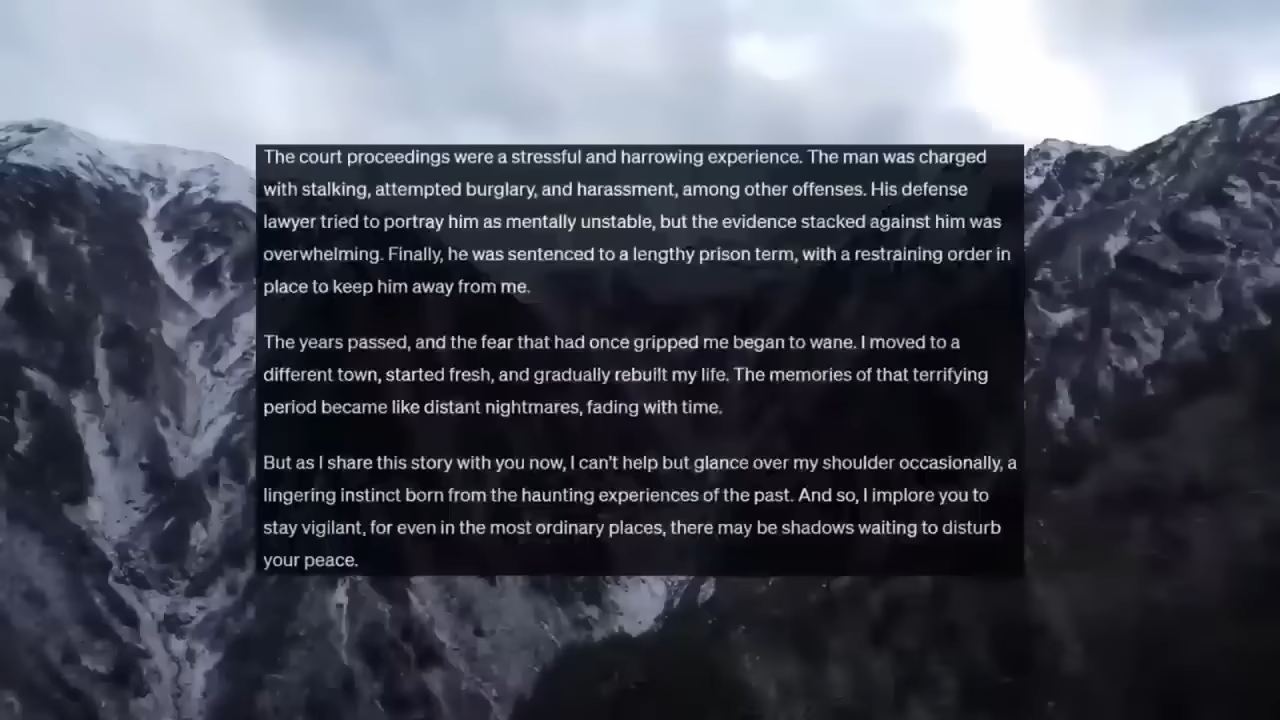 The court proceedings were a stressful and harrowing experience. The man was charged
with stalking, attempted burglary, and harassment, among other offenses. His defense
lawyer tried to portray him as mentally unstable, but the evidence stacked against him was
overwhelming. Finally, he was sentenced to a lengthy prison term, with a restraining order in
place to keep him away from me.
The years passed, and the fear that had once gripped me began to wane. I moved to a
different town, started fresh, and gradually rebuilt my life. The memories of that terrifying
period became like distant nightmares, fading with time.
But as I share this story with you now, I can't help but glance over my shoulder occasionally, a
lingering instinct born from the haunting experiences of the past. And so, I implore you to
stay vigilant, for even in the most ordinary places, there may be shadows waiting to disturb
your peace.